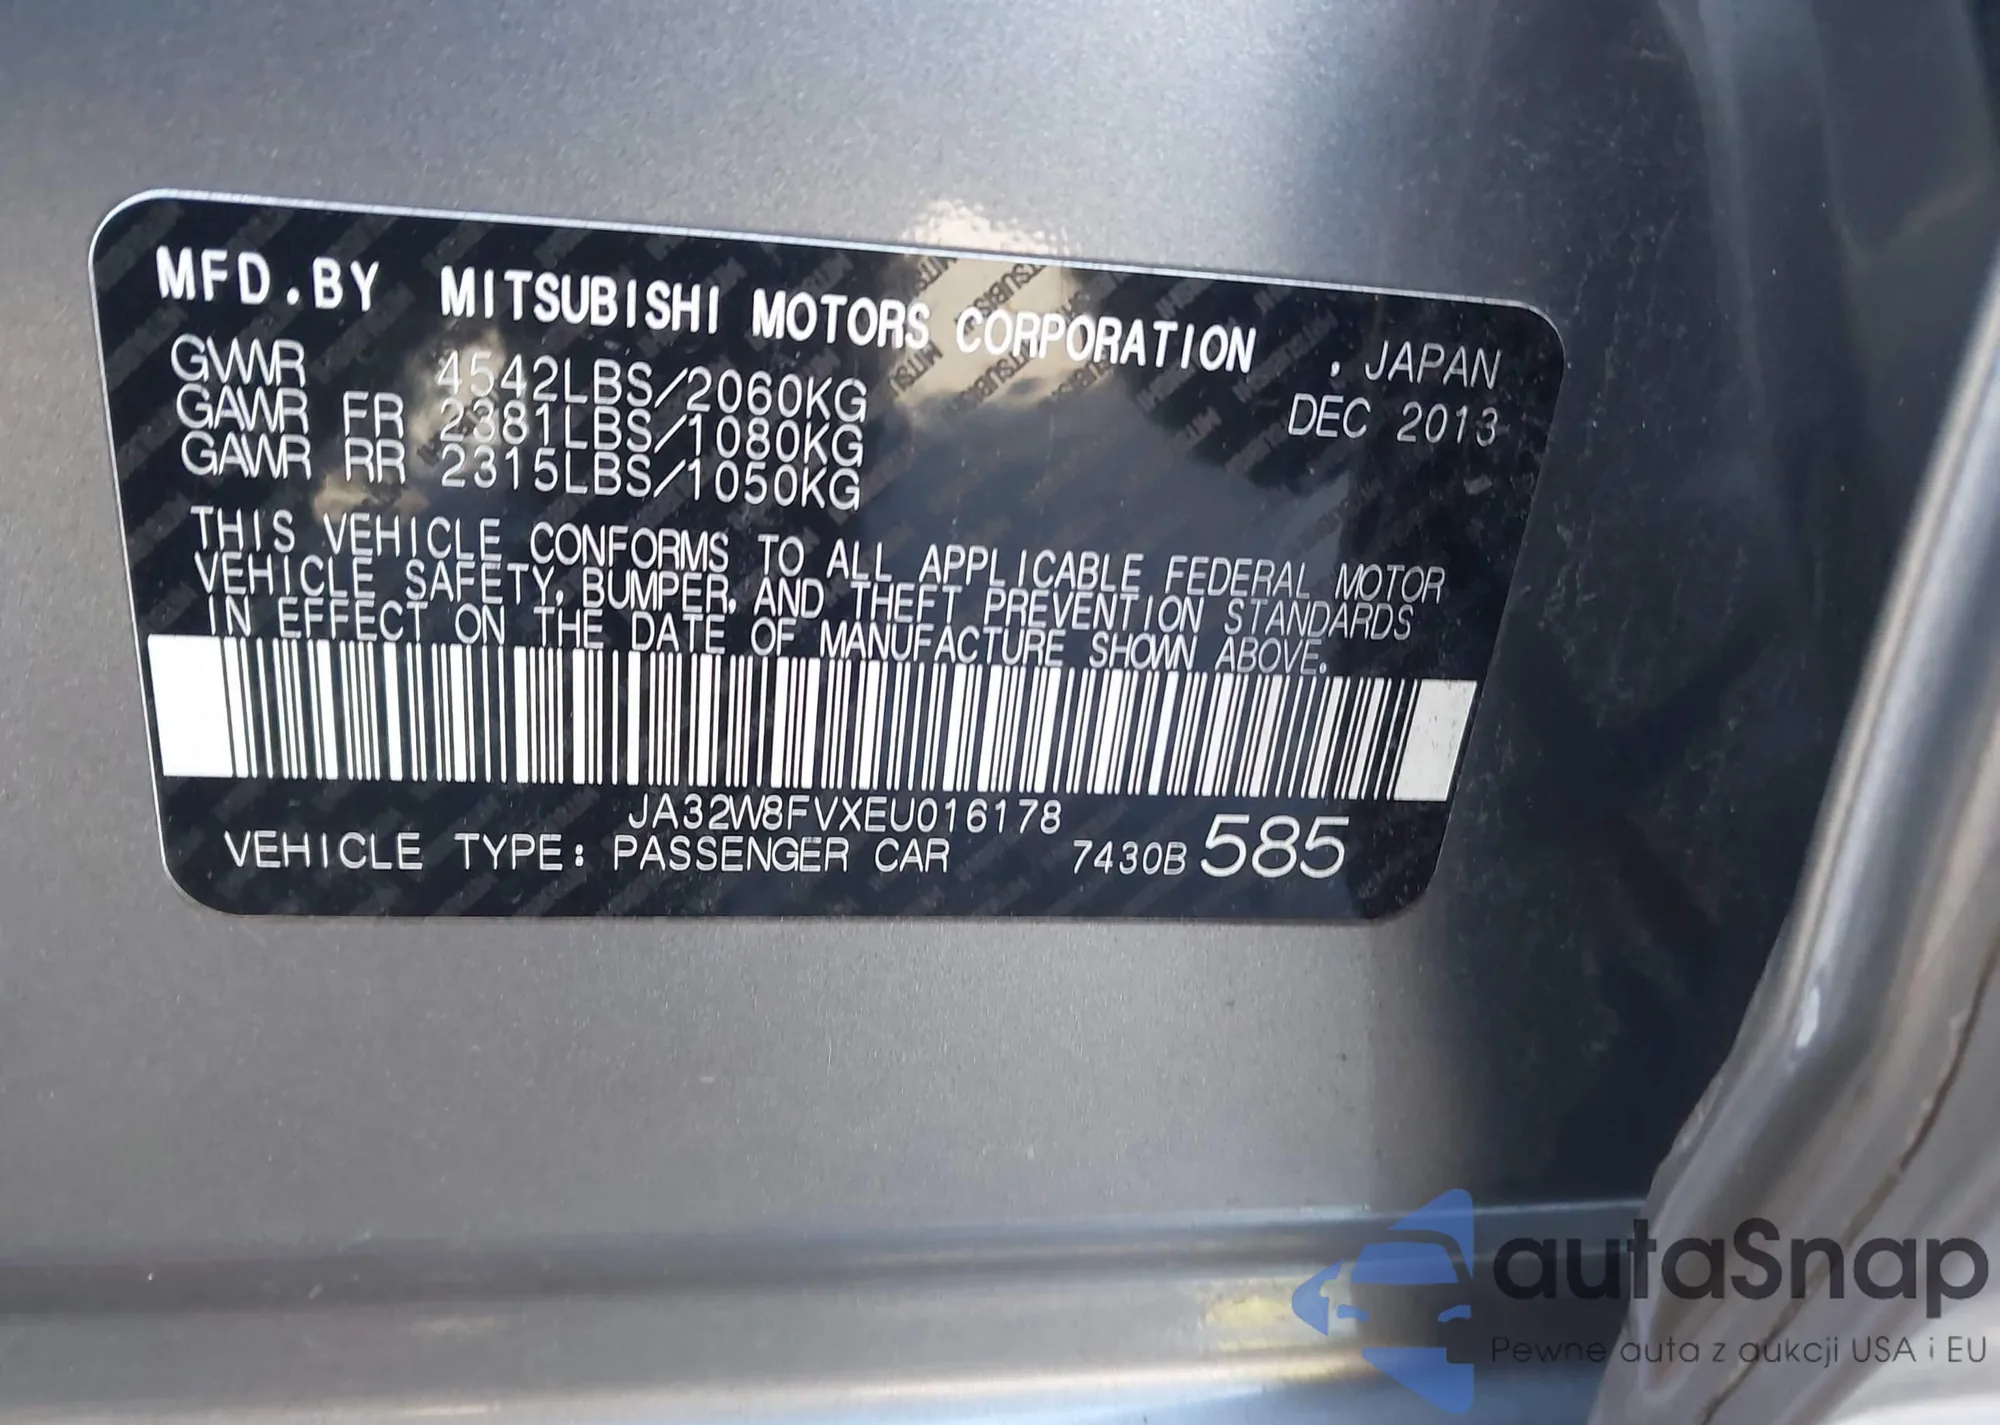 MFD.BY MITSUBISHI MOTORS CORPORATION . JAPAN
GVWR 4542LBS/2060KG DEC 2013
GAWR FR 2381LBS/1080KG
GAWR RR 2315LBS/1050KG
THIS VEHICLE CONFORMS TO ALL APPLICABLE FEDERAL MOTOR
VEHICLE SAFETY, BUMPER, AND THEFT PREVENTION STANDARDS
IN EFFECT ON THE DATE OF MANUFACTURE SHOWN ABOVE.
JA32W8FVXEU016178
VEHICLE TYPE: PASSENGER CAR 7430B 585
autaSnap
Pewne auta z aukcji USA i EU